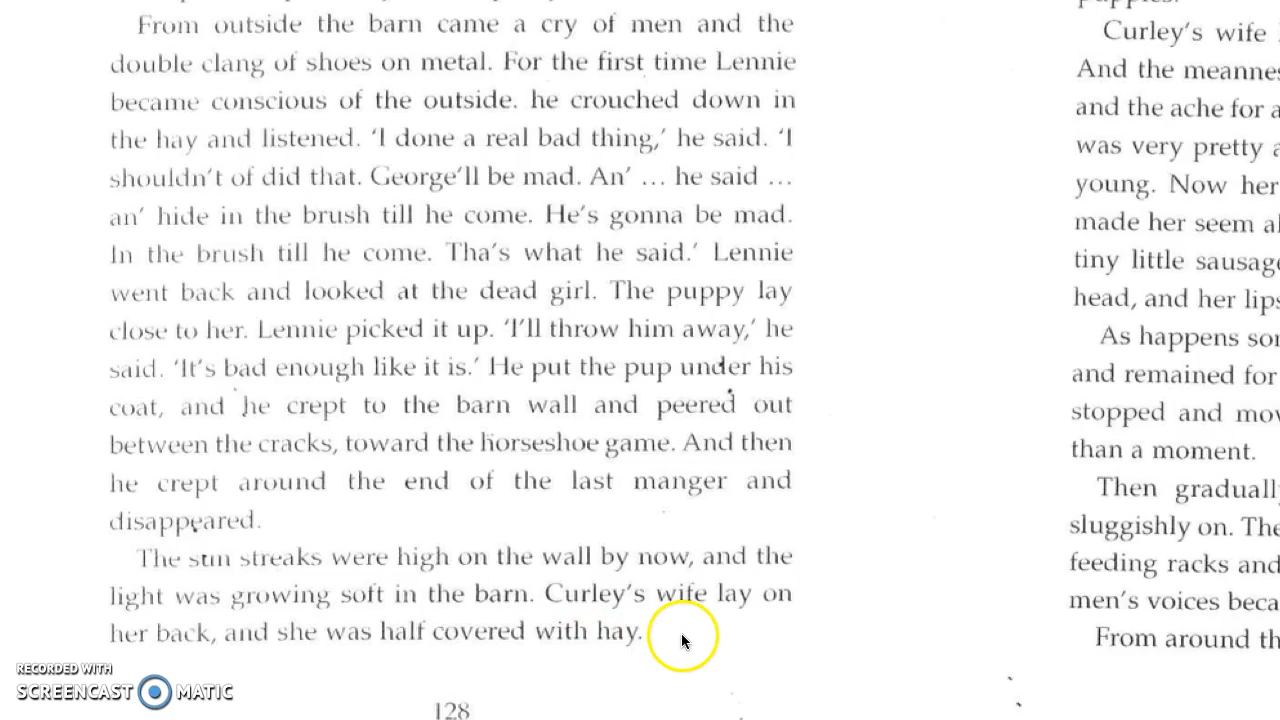 From outside the barn came a cry of men and the
double clang of shoes on metal. For the first time Lennie
became conscious of the outside. he crouched down in
the hay and listened. ‘I done a real bad thing,’ he said. ‘I
shouldn’t of did that. George’ll be mad. An’ … he said …
an’ hide in the brush till he come. He’s gonna be mad.
In the brush till he come. Tha’s what he said.’ Lennie
went back and looked at the dead girl. The puppy lay
close to her. Lennie picked it up. ‘I’ll throw him away,’ he
said. ‘It’s bad enough like it is.’ He put the pup under his
coat, and he crept to the barn wall and peered out
between the cracks, toward the horseshoe game. And then
he crept around the end of the last manger and
disappeared.
The sun streaks were high on the wall by now, and the
light was growing soft in the barn. Curley’s wife lay on
her back, and she was half covered with hay.
128
puppies.
Curley’s wife
And the meannes
and the ache for a
was very pretty a
young. Now her
made her seem al
tiny little sausage
head, and her lips
As happens son
and remained for
stopped and mov
than a moment.
Then gradually
sluggishly on. The
feeding racks and
men’s voices beca
From around th
RECORDED WITH
SCREENCAST MATIC